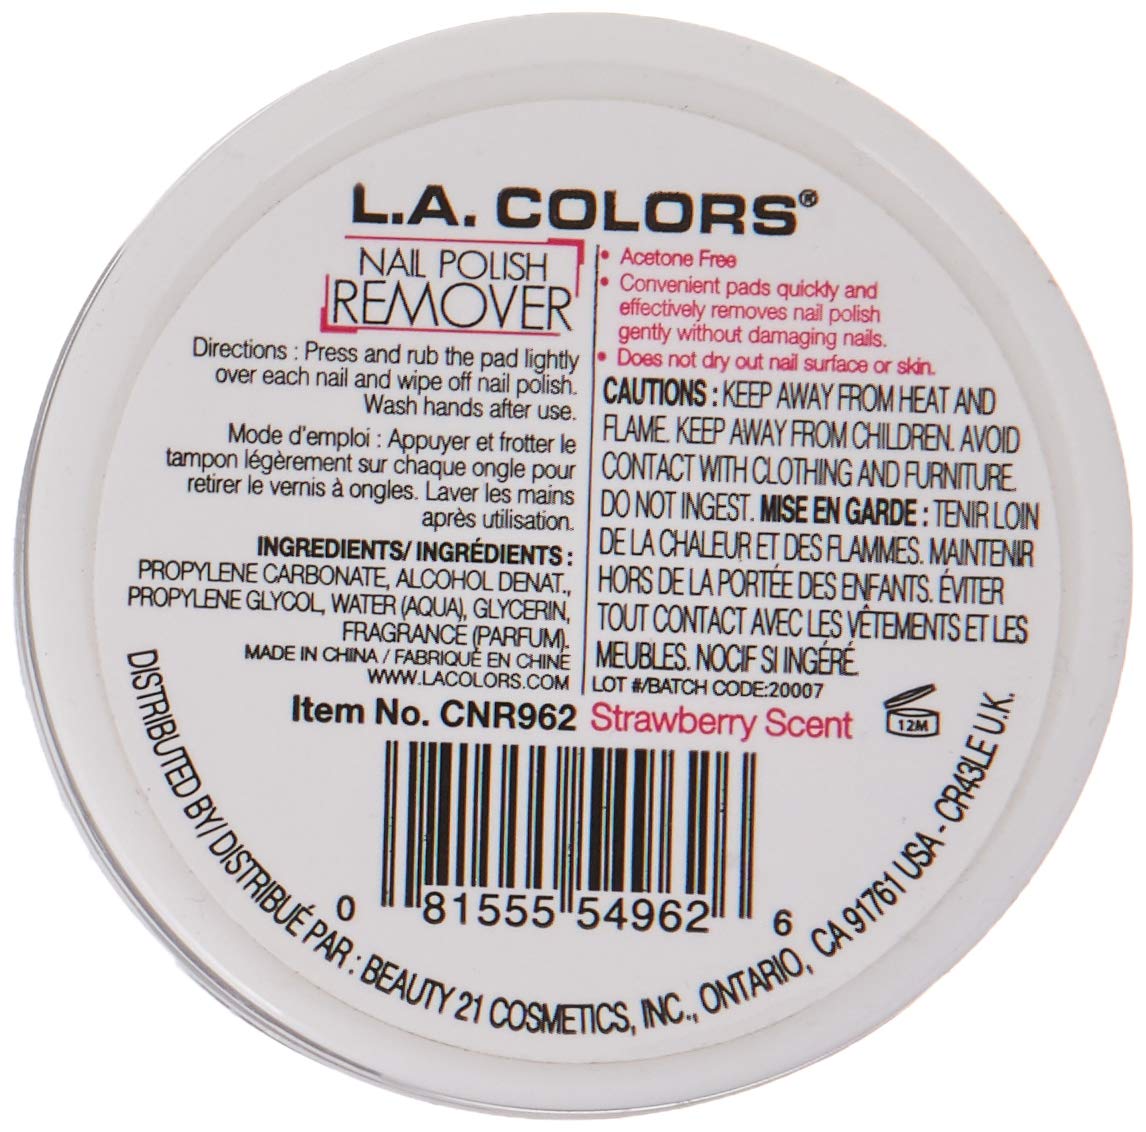 L.A. COLORS®
NAIL POLISH
REMOVER
Directions : Press and rub the pad lightly
over each nail and wipe off nail polish.
Wash hands after use.
Mode d'emploi : Appuyer et frotter le
tampon légèrement sur chaque ongle pour
retirer le vernis à ongles. Laver les mains
après utilisation.
INGREDIENTS/ INGRÉDIENTS :
PROPYLENE CARBONATE, ALCOHOL DENAT.,
PROPYLENE GLYCOL, WATER (AQUA), GLYCERIN,
FRAGRANCE (PARFUM).
MADE IN CHINA / FABRIQUÉ EN CHINE
WWW.LACOLORS.COM
• Acetone Free
• Convenient pads quickly and
effectively removes nail polish
gently without damaging nails.
• Does not dry out nail surface or skin.
CAUTIONS : KEEP AWAY FROM HEAT AND
FLAME. KEEP AWAY FROM CHILDREN. AVOID
CONTACT WITH CLOTHING AND FURNITURE.
DO NOT INGEST. MISE EN GARDE : TENIR LOIN
DE LA CHALEUR ET DES FLAMMES. MAINTENIR
HORS DE LA PORTÉE DES ENFANTS. ÉVITER
TOUT CONTACT AVEC LES VÊTEMENTS ET LES
MEUBLES. NOCIF SI INGÉRÉ.
LOT #/BATCH CODE:20007
Item No. CNR962 Strawberry Scent
12M
0 81555 54962 6
DISTRIBUTED BY/ DISTRIBUÉ PAR : BEAUTY 21 COSMETICS, INC., ONTARIO, CA 91761 USA - CR43LE U.K.